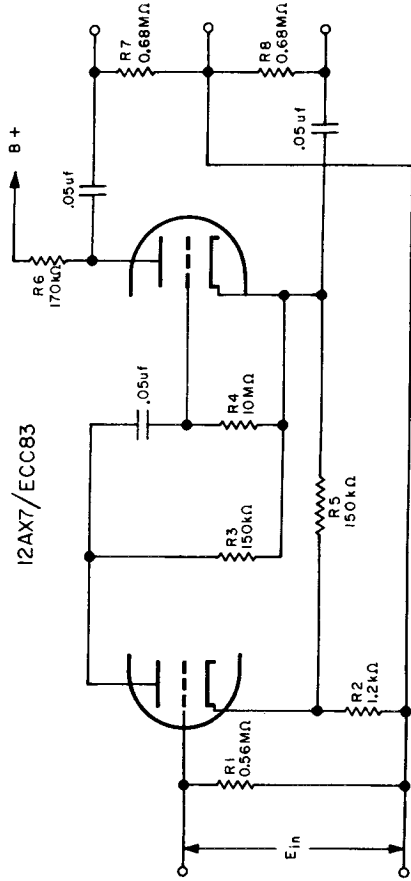 12AX7/ECC83
B+
R6
170kΩ
.05uf
R7
0.68MΩ
.05uf
R3
150kΩ
R4
10MΩ
R8
0.68MΩ
.05uf
R5
150kΩ
R1
0.56MΩ
R2
1.2kΩ
Ein